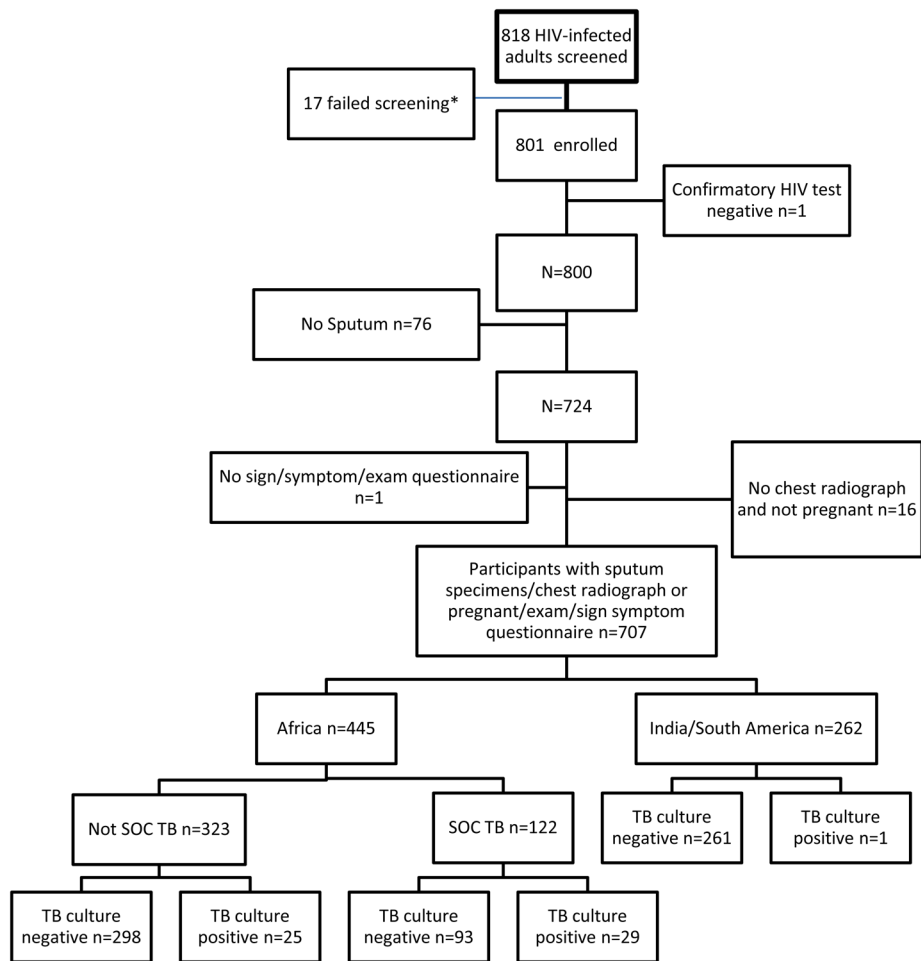 818 HIV-infected
adults screened
17 failed screening*
801 enrolled
Confirmatory HIV test
negative n=1
N=800
No Sputum n=76
N=724
No sign/symptom/exam questionnaire
n=1
No chest radiograph
and not pregnant n=16
Participants with sputum
specimens/chest radiograph or
pregnant/exam/sign symptom
questionnaire n=707
Africa n=445
India/South America n=262
Not SOC TB n=323
SOC TB n=122
TB culture
negative n=261
TB culture
positive n=1
TB culture
negative n=298
TB culture
positive n=25
TB culture
negative n=93
TB culture
positive n=29